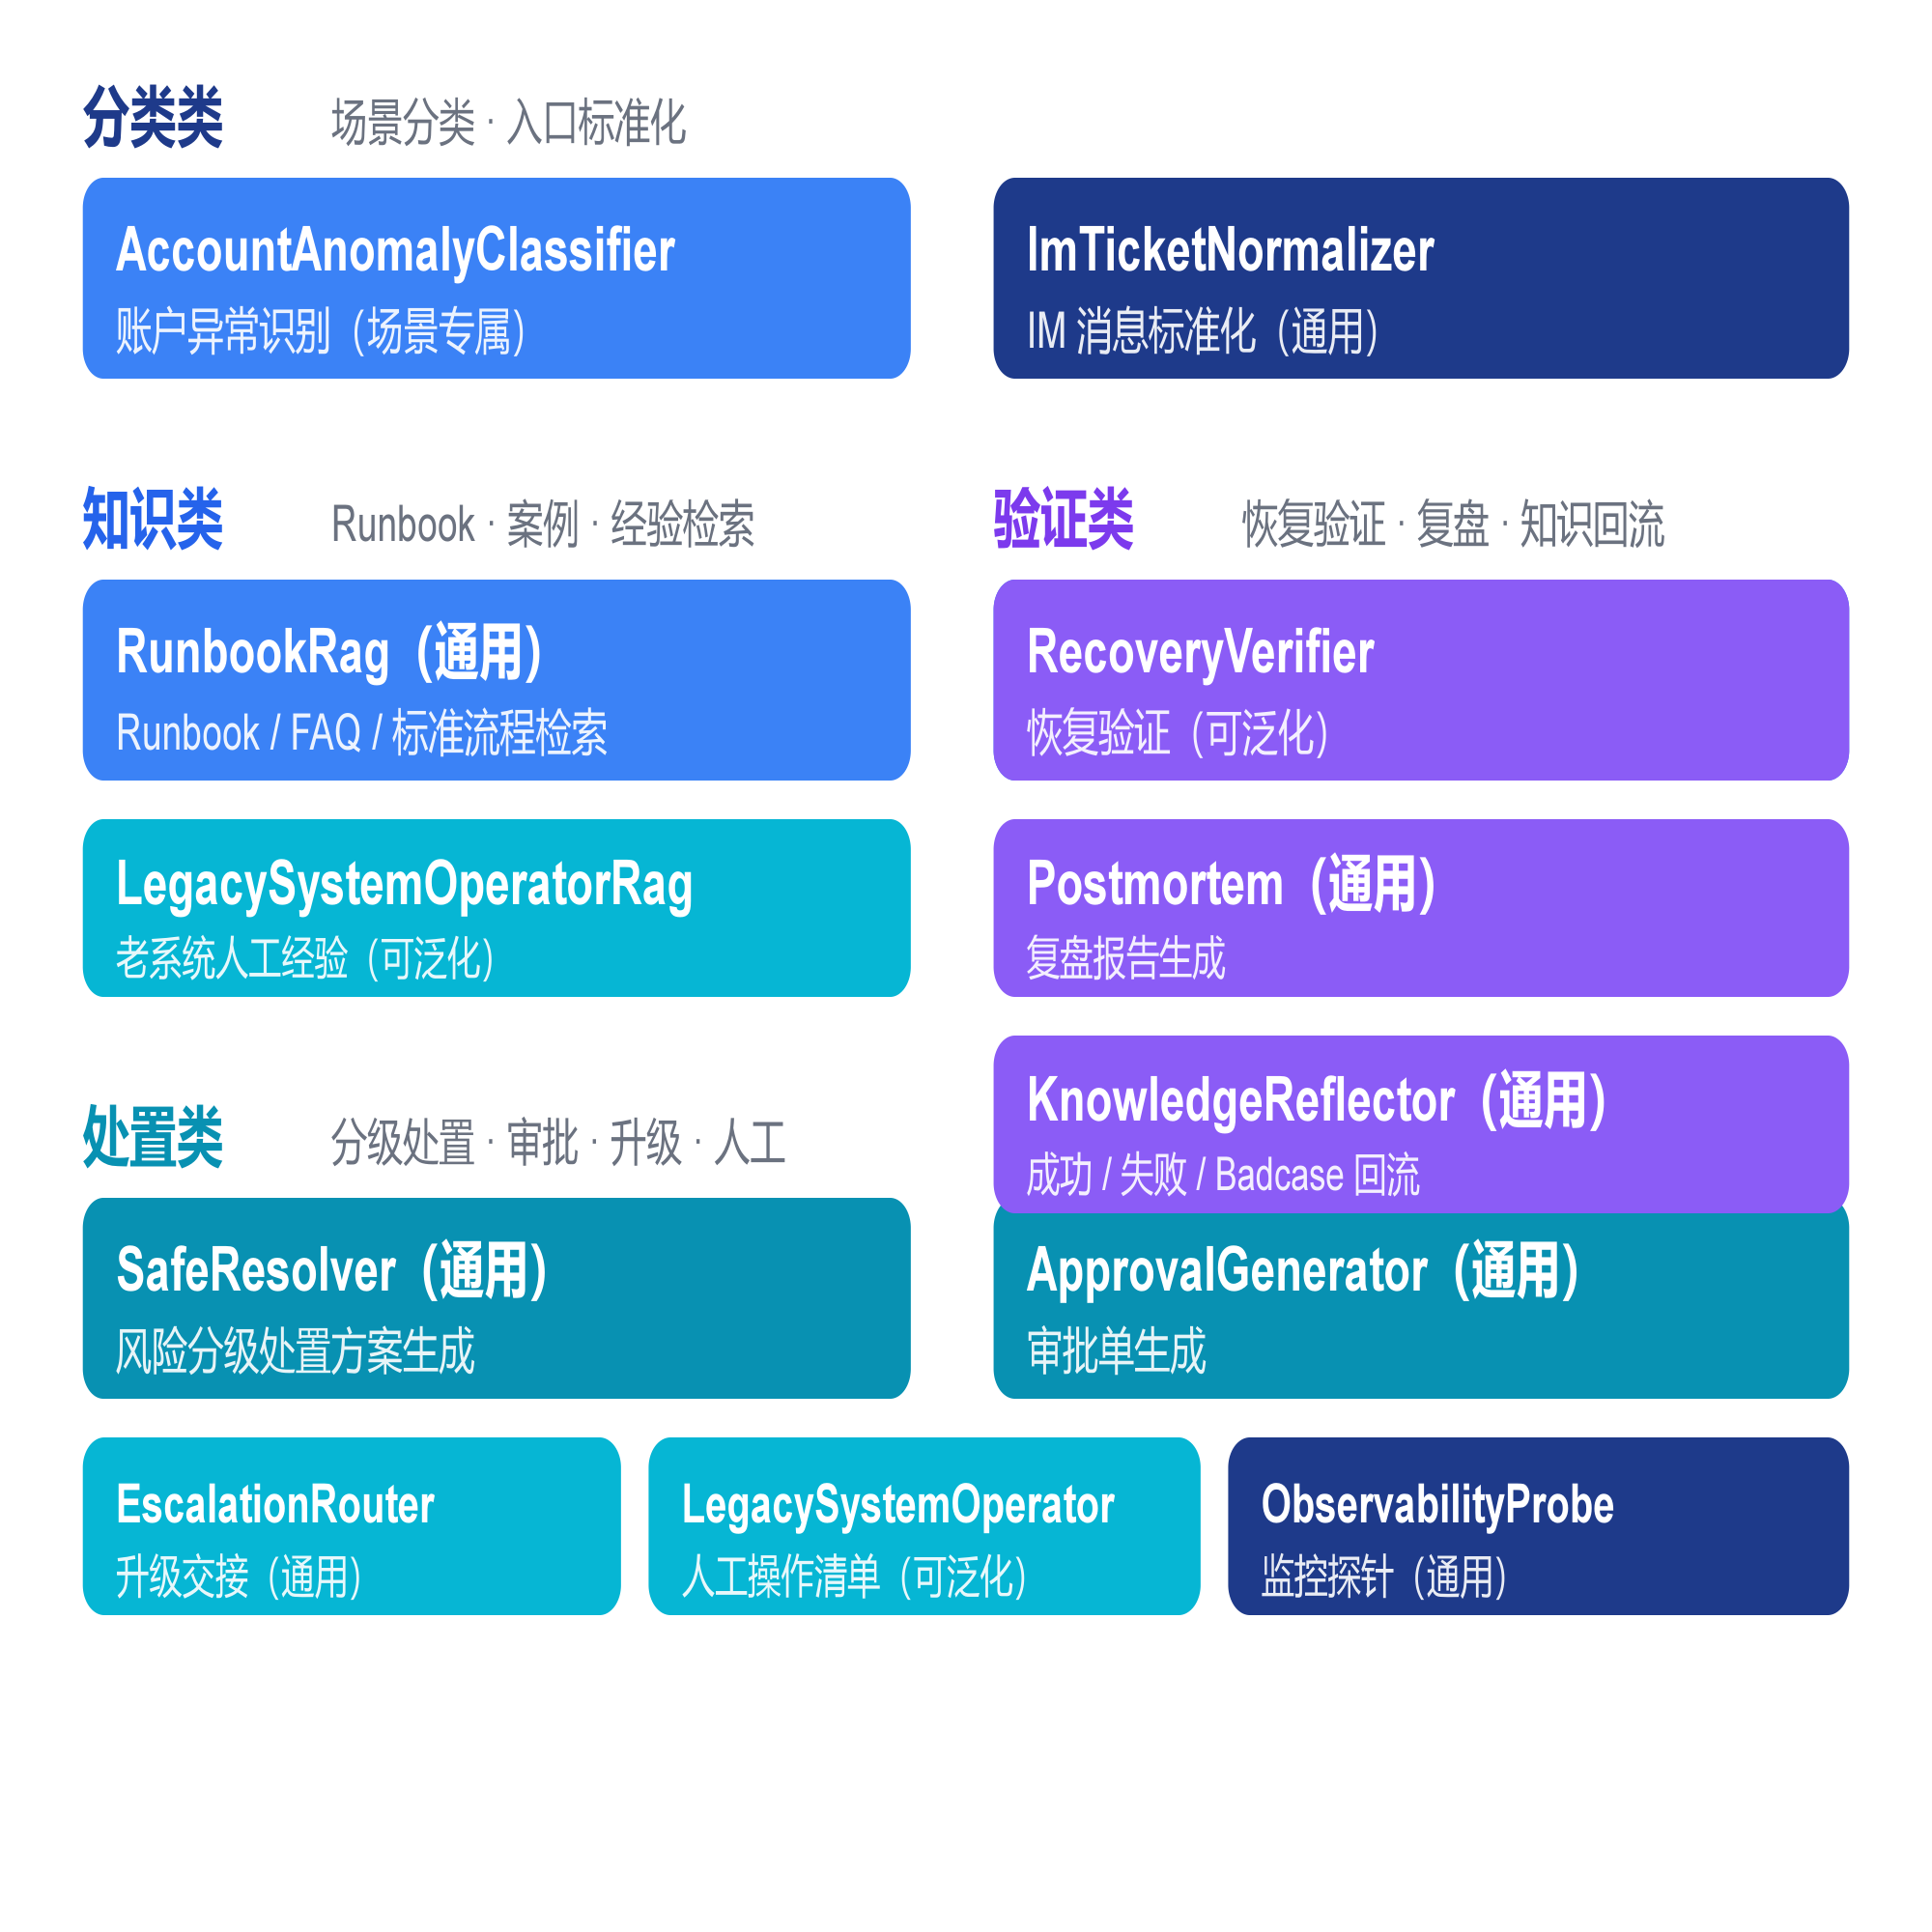 分类类 场景分类 · 入口标准化
AccountAnomalyClassifier
账户异常识别（场景专属）
ImTicketNormalizer
IM 消息标准化（通用）
知识类 Runbook · 案例 · 经验检索
RunbookRag（通用）
Runbook / FAQ / 标准流程检索
LegacySystemOperatorRag
老系统人工经验（可泛化）
验证类 恢复验证 · 复盘 · 知识回流
RecoveryVerifier
恢复验证（可泛化）
Postmortem（通用）
复盘报告生成
KnowledgeReflector（通用）
成功 / 失败 / Badcase 回流
处置类 分级处置 · 审批 · 升级 · 人工
SafeResolver（通用）
风险分级处置方案生成
ApprovalGenerator（通用）
审批单生成
EscalationRouter
升级交接（通用）
LegacySystemOperator
人工操作清单（可泛化）
ObservabilityProbe
监控探针（通用）